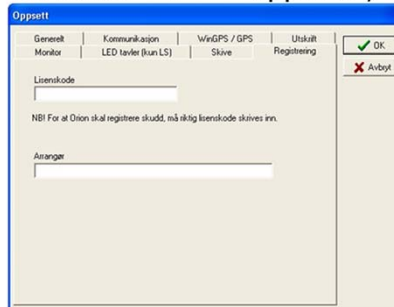 Oppsett
Generelt Kommunikasjon WinGPS / GPS Utskrift
Monitor LED tavler (kun LS) Skive Registrering
OK
Avbryt
Lisenskode
NB! For at Orion skal registrere skudd, må riktig lisenskode skrives inn.
Arrangør